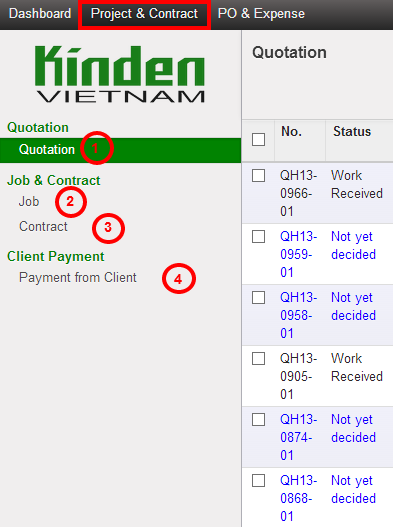 Dashboard Project & Contract PO & Expense
Kinden
VIETNAM
Quotation
Quotation 1
Job & Contract
Job 2
Contract 3
Client Payment
Payment from Client 4
Quotation
No. Status
QH13- Work
0966- Received
01
QH13- Not yet
0959- decided
01
QH13- Not yet
0958- decided
01
QH13- Work
0905- Received
01
QH13- Not yet
0874- decided
01
QH13- Not yet
0868- decided
01